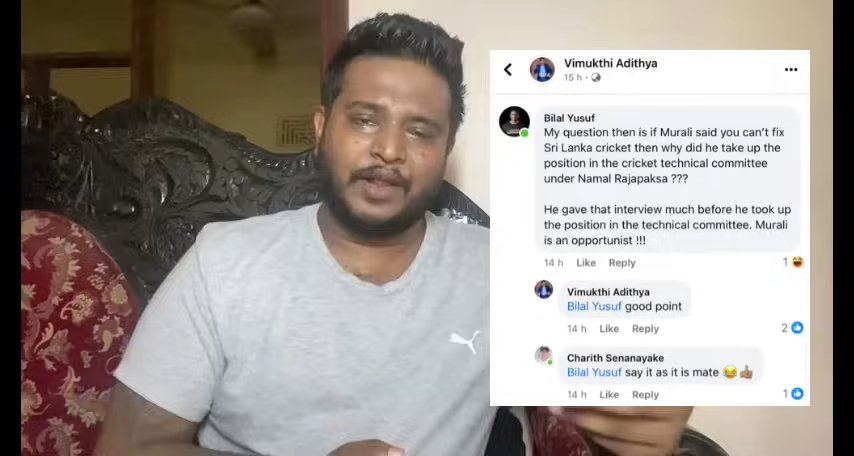 Vimukthi Adithya
15 h
Bilal Yusuf
My question then is if Murali said you can't fix
Sri Lanka cricket then why did he take up the
position in the cricket technical committee
under Namal Rajapaksa ???
He gave that interview much before he took up
the position in the technical committee. Murali
is an opportunist !!!
14 h Like Reply 1
Vimukthi Adithya
Bilal Yusuf good point
14 h Like Reply 2
Charith Senanayake
Bilal Yusuf say it as it is mate 😂👍🏽
14 h Like Reply 1